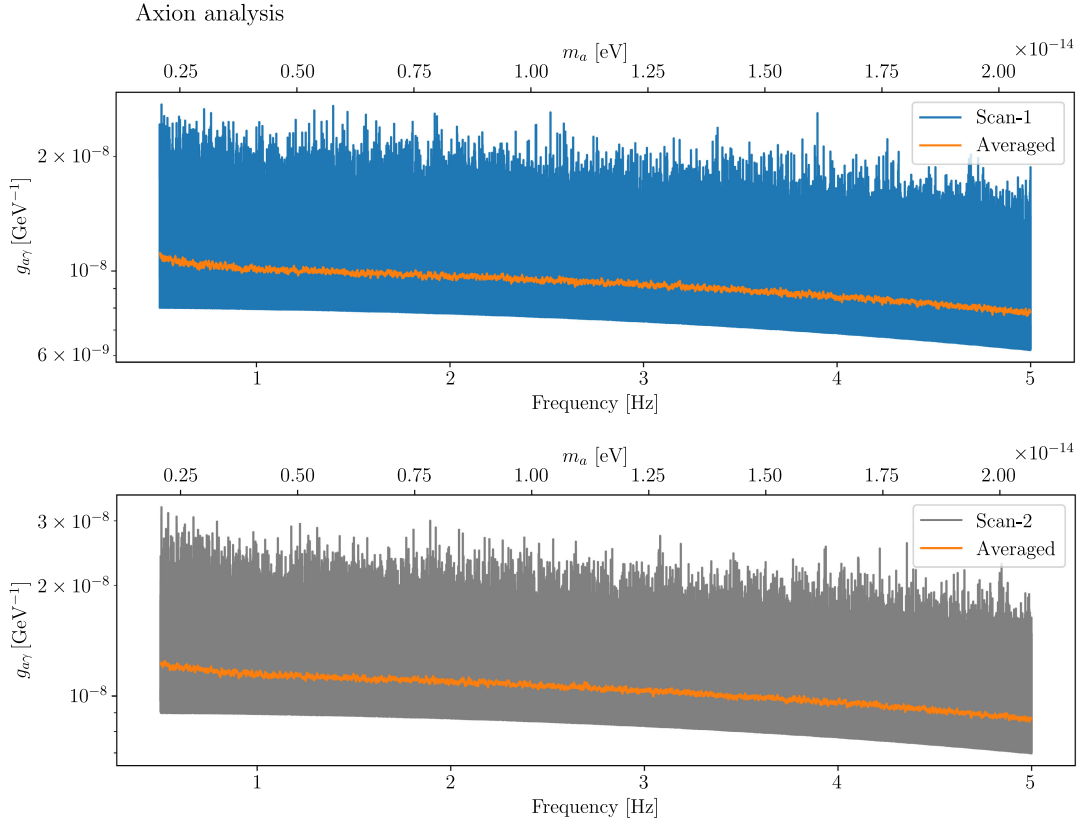 Axion analysis
m_a [eV]
×10⁻¹⁴
0.25 0.50 0.75 1.00 1.25 1.50 1.75 2.00
Scan-1
Averaged
g_{aγ} [GeV⁻¹]
2 × 10⁻⁸
10⁻⁸
6 × 10⁻⁹
1 2 3 4 5
Frequency [Hz]
m_a [eV]
×10⁻¹⁴
0.25 0.50 0.75 1.00 1.25 1.50 1.75 2.00
Scan-2
Averaged
g_{aγ} [GeV⁻¹]
3 × 10⁻⁸
2 × 10⁻⁸
10⁻⁸
1 2 3 4 5
Frequency [Hz]